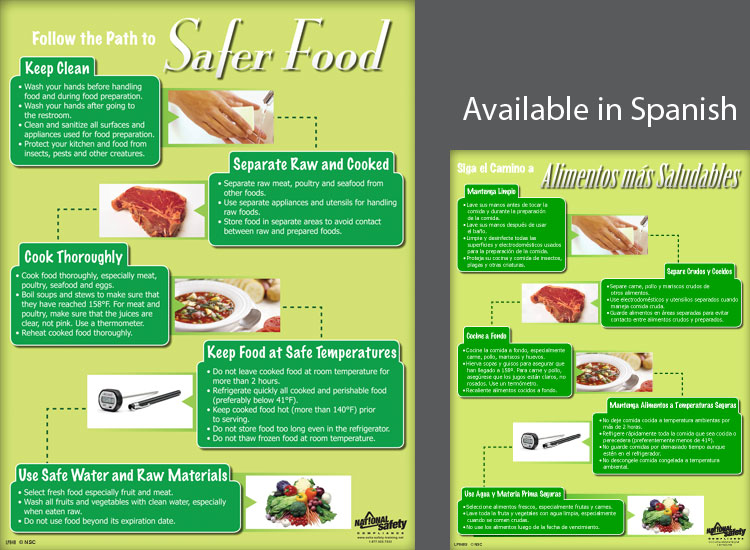 Follow the Path to Safer Food
Keep Clean
• Wash your hands before handling
food and during food preparation.
• Wash your hands after going to
the restroom.
• Clean and sanitize all surfaces and
appliances used for food preparation.
• Protect your kitchen and food from
insects, pests and other creatures.
Separate Raw and Cooked
• Separate raw meat, poultry and seafood from
other foods.
• Use separate appliances and utensils for handling
raw foods.
• Store food in separate areas to avoid contact
between raw and prepared foods.
Cook Thoroughly
• Cook food thoroughly, especially meat,
poultry, seafood and eggs.
• Boil soups and stews to make sure that
they have reached 158°F. For meat and
poultry, make sure that the juices are
clear, not pink. Use a thermometer.
• Reheat cooked food thoroughly.
Keep Food at Safe Temperatures
• Do not leave cooked food at room temperature for
more than 2 hours.
• Refrigerate quickly all cooked and perishable food
(preferably below 41°F).
• Keep cooked food hot (more than 140°F) prior
to serving.
• Do not store food too long even in the refrigerator.
• Do not thaw frozen food at room temperature.
Use Safe Water and Raw Materials
• Select fresh food especially fruit and meat.
• Wash all fruits and vegetables with clean water, especially
when eaten raw.
• Do not use food beyond its expiration date.
NATIONAL Safety
COMPLIANCE
© NSC
Available in Spanish
Siga el Camino a Alimentos más Saludables
Mantenga Limpio
• Lave sus manos antes de tocar la
comida y durante la preparación
de la comida.
• Lave sus manos después de usar
el baño.
• Limpie y desinfecte todas las
superficies y electrodomésticos usados
para la preparación de la comida.
• Proteja su cocina y comida de insectos,
plagas y otras criaturas.
Separe Crudos y Cocidos
• Separe carne, pollo y mariscos crudos de
otros alimentos.
• Use electrodomésticos y utensilios separados cuando
maneje comida cruda.
• Guarde alimentos en áreas separadas para evitar
contacto entre alimentos crudos y preparados.
Cocine a Fondo
• Cocine la comida a fondo, especialmente
carne, pollo, mariscos y huevos.
• Hierva sopas y guisos para asegurar que
han llegado a 158º. Para carne y pollo,
asegúrese que los jugos están claros, no
rosados. Use un termómetro.
• Recaliente alimentos cocidos a fondo.
Mantenga Alimentos a Temperaturas Seguras
• No deje comida cocida a temperatura ambientas por
más de 2 horas.
• Refrigere rápidamente toda la comida que sea cocida o
perecedera (preferentemente menos de 41º).
• No guarde comidas por demasiado tiempo aunque
estén en el refrigerador.
• No descongele comida congelada a temperatura
ambiental.
Use Agua y Materia Prima Seguras
• Seleccione alimentos frescos, especialmente frutas y carnes.
• Lave toda la fruta y vegetales con agua limpia, especialmente
cuando se comen crudas.
• No use los alimentos luego de la fecha de vencimiento.
NATIONAL Safety
COMPLIANCE
© NSC